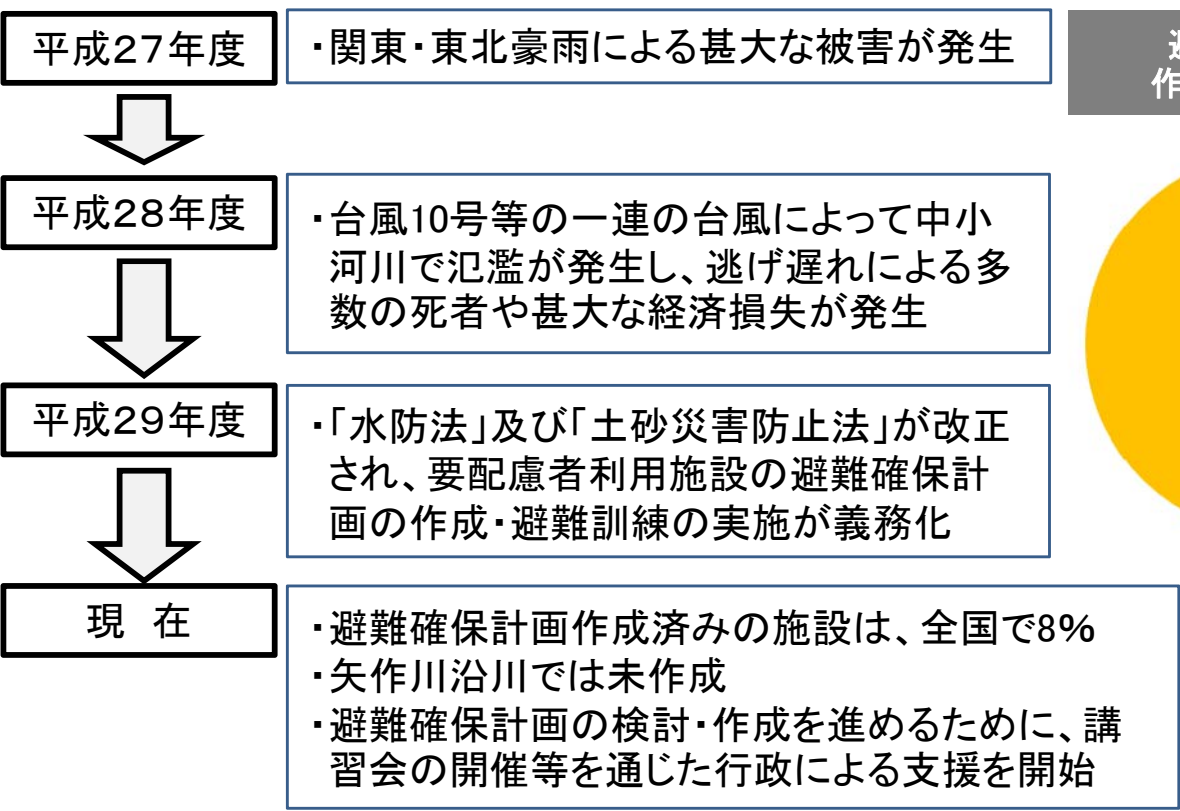 平成27年度
・関東・東北豪雨による甚大な被害が発生
平成28年度
・台風10号等の一連の台風によって中小
河川で氾濫が発生し、逃げ遅れによる多
数の死者や甚大な経済損失が発生
平成29年度
・「水防法」及び「土砂災害防止法」が改正
され、要配慮者利用施設の避難確保計
画の作成・避難訓練の実施が義務化
現 在
・避難確保計画作成済みの施設は、全国で8%
・矢作川沿川では未作成
・避難確保計画の検討・作成を進めるために、講
習会の開催等を通じた行政による支援を開始
作